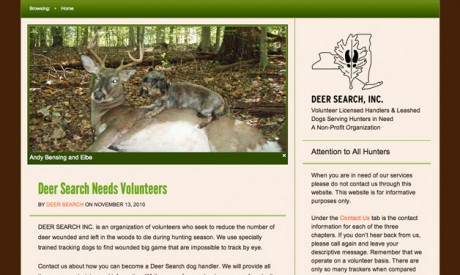 Browsing: • Home
Andy Bensing and Elbe
×
Deer Search Needs Volunteers
BY DEER SEARCH ON NOVEMBER 13, 2010
DEER SEARCH INC. is an organization of volunteers who seek to reduce the number of
deer wounded and left in the woods to die during hunting season. We use specially
trained tracking dogs to find wounded big game that are impossible to track by eye.
Contact us about how you can become a Deer Search dog handler. We will provide all
DEER SEARCH, INC.
Volunteer Licensed Handlers & Leashed
Dogs Serving Hunters in Need
A Non-Profit Organization
Attention to All Hunters
When you are in need of our services
please do not contact us through this
website. This website is for informative
purposes only.
Under the Contact Us tab is the contact
information for each of the three
chapters. If you don't hear back from us,
please call again and leave your
descriptive message. Remember that we
operate on a volunteer basis. There are
only so many trackers when compared